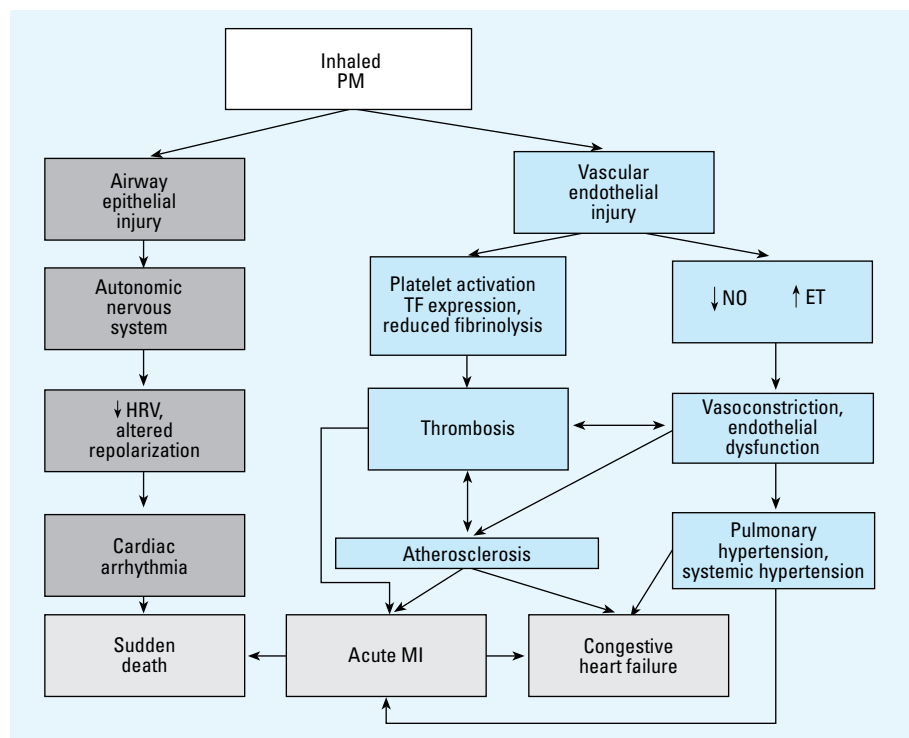 Inhaled
PM
Airway
epithelial
injury
Vascular
endothelial
injury
Autonomic
nervous
system
Platelet activation
TF expression,
reduced fibrinolysis
↓NO ↑ET
↓HRV,
altered
repolarization
Thrombosis
Vasoconstriction,
endothelial
dysfunction
Cardiac
arrhythmia
Atherosclerosis
Pulmonary
hypertension,
systemic hypertension
Sudden
death
Acute MI
Congestive
heart failure